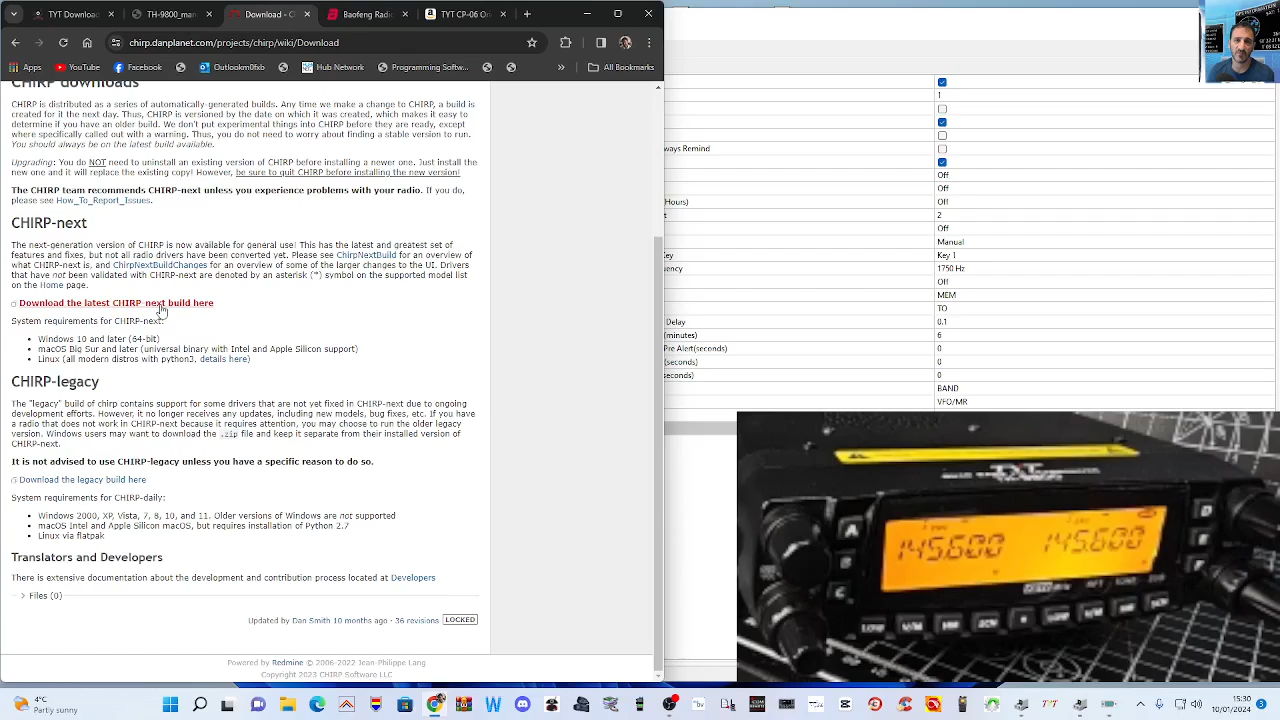 TYT Download
TH-9800_man
Download - C
Baofeng Radi
TYT CP-06 On
chirp.danplanet.com/projects/chirp/wiki/Download
Apps
YouTube
Facebook
Outlookm0fxb
Hub Network
Programming Softw...
All Bookmarks
CHIRP downloads
CHIRP is distributed as a series of automatically-generated builds. Any time we make a change to CHIRP, a build is
created for it the next day. Thus, CHIRP is versioned by the date on which it was created, which makes it easy to
determine if you have an older build. We don't put experimental things into CHIRP before they are ready, except
where specifically called out with a warning. Thus, you do not need to worry about finding a stable version to run.
You should always be on the latest build available.
Upgrading: You do NOT need to uninstall an existing version of CHIRP before installing a newer one. Just install the
new one and it will replace the existing copy! However, be sure to quit CHIRP before installing the new version!
The CHIRP team recommends CHIRP-next unless you experience problems with your radio. If you do,
please see How_To_Report_Issues.
CHIRP-next
The next-generation version of CHIRP is now available for general use! This has the latest and greatest set of
features and fixes, but not all radio drivers have been converted yet. Please see ChirpNextBuild for an overview of
what CHIRP-next is, and ChirpNextBuildChanges for an overview of some of the larger changes to the UI. Drivers
that have not been validated with CHIRP-next are denoted by an asterisk (*) symbol on the supported model list
on the Home page.
Download the latest CHIRP-next build here
System requirements for CHIRP-next:
• Windows 10 and later (64-bit)
• macOS Big Sur and later (universal binary with Intel and Apple Silicon support)
• Linux (all modern distros with python3, details here)
CHIRP-legacy
The "legacy" build of chirp contains support for some drivers that are not yet fixed in CHIRP-next due to ongoing
development efforts. However, it no longer receives any updates, including new models, bug fixes, etc. If you have
a radio that does not work in CHIRP-next because it requires attention, you may choose to run the older legacy
version. Windows users may want to download the .zip file and keep it separate from their installed version of
CHIRP-next.
It is not advised to use CHIRP-legacy unless you have a specific reason to do so.
Download the legacy build here
System requirements for CHIRP-daily:
• Windows 2000, XP, Vista, 7, 8, 10, and 11. Older versions of Windows are not supported
• macOS Intel and Apple Silicon macOS, but requires installation of Python 2.7
• Linux via flatpak
Translators and Developers
There is extensive documentation about the development and contribution process located at Developers
Files (0)
Updated by Dan Smith 10 months ago · 36 revisions LOCKED
Powered by Redmine © 2006-2022 Jean-Philippe Lang
Copyright 2023 CHIRP Software LLC
1
ways Remind
Off
Off
(Hours) Off
t 2
Off
Manual
Key Key 1
uency 1750 Hz
Off
MEM
TO
Delay 0.1
(minutes) 6
Pre Alert(seconds) 0
(seconds) 0
seconds) 0
BAND
VFO/MR
TYT
145.600 145.600
A
B
C
D
LOW
52°F
Partly sunny
15:30
10/01/2024